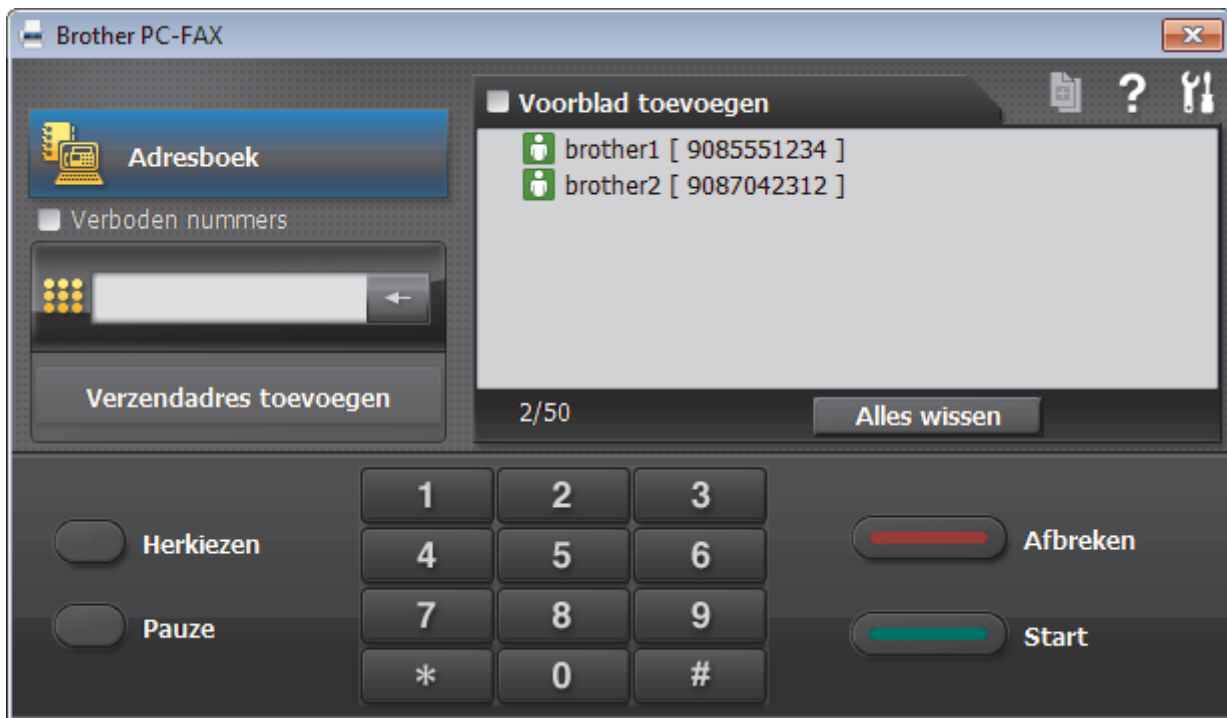 Brother PC-FAX
Adresboek
Verboden nummers
Verzendadres toevoegen
Voorblad toevoegen
?
brother1 [ 9085551234 ]
brother2 [ 9087042312 ]
2/50
Alles wissen
Herkiezen
Pauze
1 2 3
4 5 6
7 8 9
* 0 #
Afbreken
Start